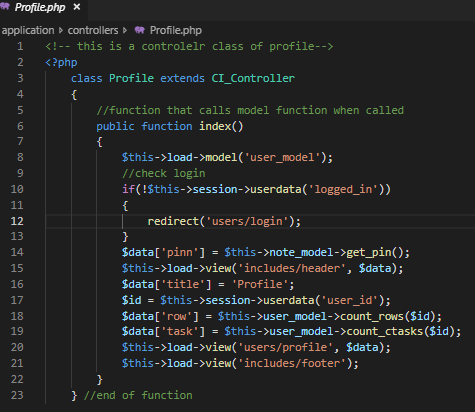 Profile.php ×
application > controllers > Profile.php
1 <!-- this is a controlelr class of profile-->
2 <?php
3 class Profile extends CI_Controller
4 {
5 //function that calls model function when called
6 public function index()
7 {
8 $this->load->model('user_model');
9 //check login
10 if(!$this->session->userdata('logged_in'))
11 {
12 redirect('users/login');
13 }
14 $data['pinn'] = $this->note_model->get_pin();
15 $this->load->view('includes/header', $data);
16 $data['title'] = 'Profile';
17 $id = $this->session->userdata('user_id');
18 $data['row'] = $this->user_model->count_rows($id);
19 $data['task'] = $this->user_model->count_ctasks($id);
20 $this->load->view('users/profile', $data);
21 $this->load->view('includes/footer');
22 }
23 } //end of function